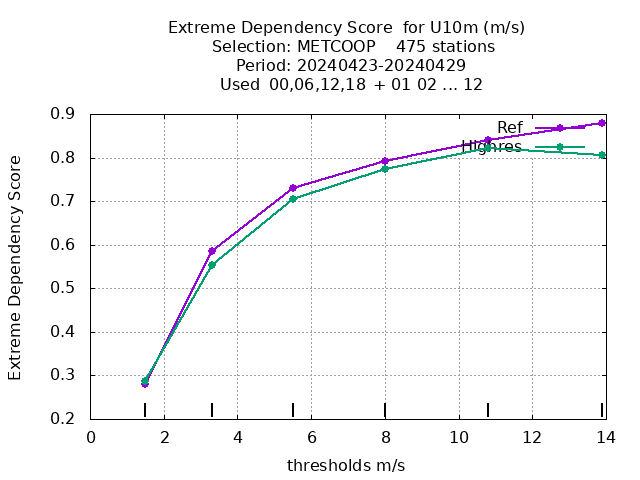 Extreme Dependency Score for U10m (m/s)
Selection: METCOOP 475 stations
Period: 20240423-20240429
Used 00,06,12,18 + 01 02 ... 12
Extreme Dependency Score
0.9
0.8
0.7
0.6
0.5
0.4
0.3
0.2
Ref
Highres
0 2 4 6 8 10 12 14
thresholds m/s